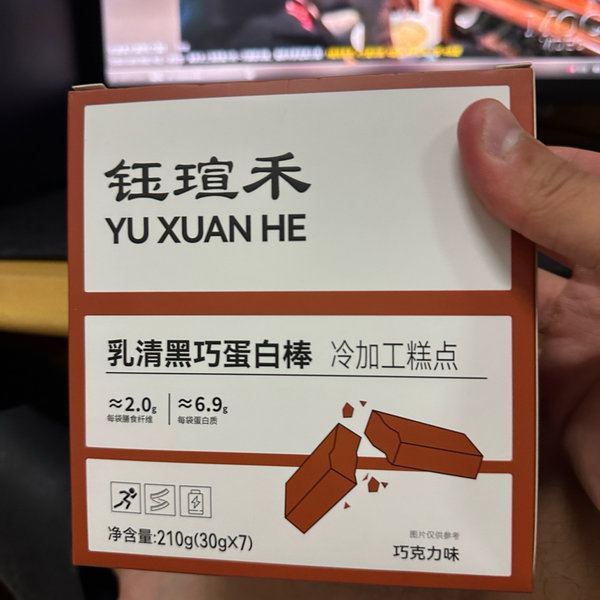 钰瑄禾
YU XUAN HE
乳清黑巧蛋白棒 冷加工糕点
≈2.0g ≈6.9g
每袋膳食纤维 每袋蛋白质
净含量:210g(30g×7)
图片仅供参考
巧克力味